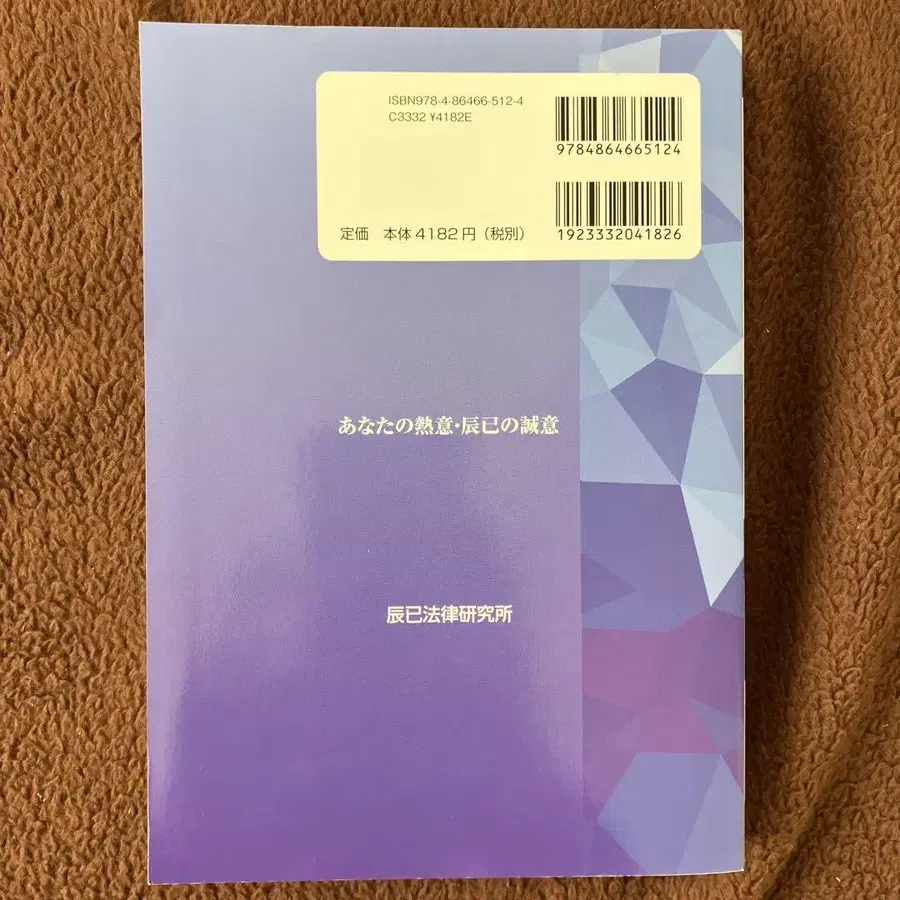 ISBN978-4-86466-512-4
C3332 ¥4182E
9784864665124
定価　本体 4182 円（税別）
1923332041826
あなたの熱意・辰已の誠意
辰已法律研究所